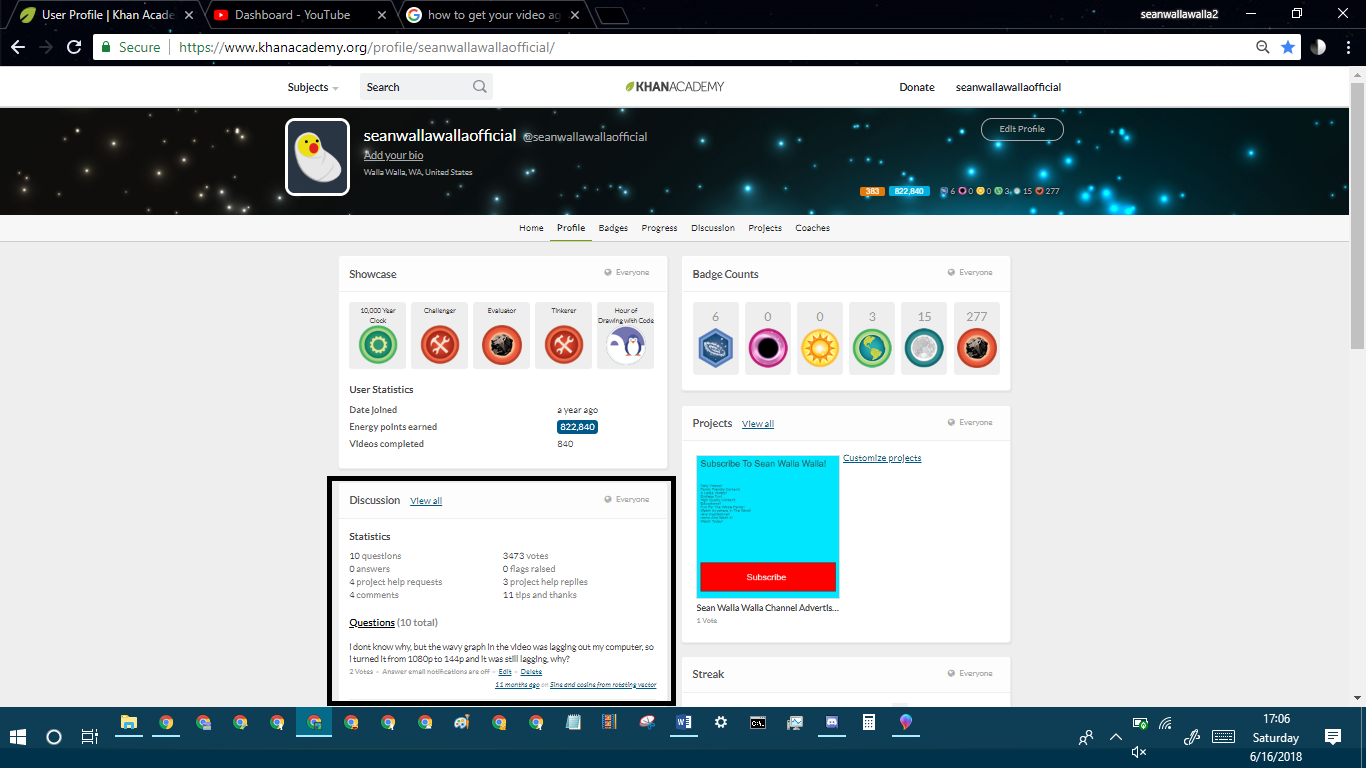 User Profile | Khan Acade
Dashboard - YouTube
how to get your video ag
seanwallawalla2
Secure
https://www.khanacademy.org/profile/seanwallawallaofficial/
Subjects
Search
KHANACADEMY
Donate
seanwallawallaofficial
seanwallawallaofficial @seanwallawallaofficial
Add your bio
Walla Walla, WA, United States
Edit Profile
383 822,840 6 0 0 3 15 277
Home Profile Badges Progress Discussion Projects Coaches
Showcase
Everyone
10,000 Year
Clock
Challenger
Evaluator
Tinkerer
Hour of
Drawing with Code
User Statistics
Date Joined a year ago
Energy points earned 822,840
Videos completed 840
Badge Counts
Everyone
6 0 0 3 15 277
Projects View all
Everyone
Subscribe To Sean Walla Walla!
Subscribe
Customize projects
Sean Walla Walla Channel Advertis...
1 Vote
Discussion View all
Everyone
Statistics
10 questions 3473 votes
0 answers 0 flags raised
4 project help requests 3 project help replies
4 comments 11 tips and thanks
Questions (10 total)
I dont know why, but the wavy graph in the video was lagging out my computer, so
I turned it from 1080p to 144p and it was still lagging, why?
2 Votes – Answer email notifications are off – Edit – Delete
11 months ago on Sine and cosine from rotating vector
Streak
Everyone
17:06
Saturday
6/16/2018